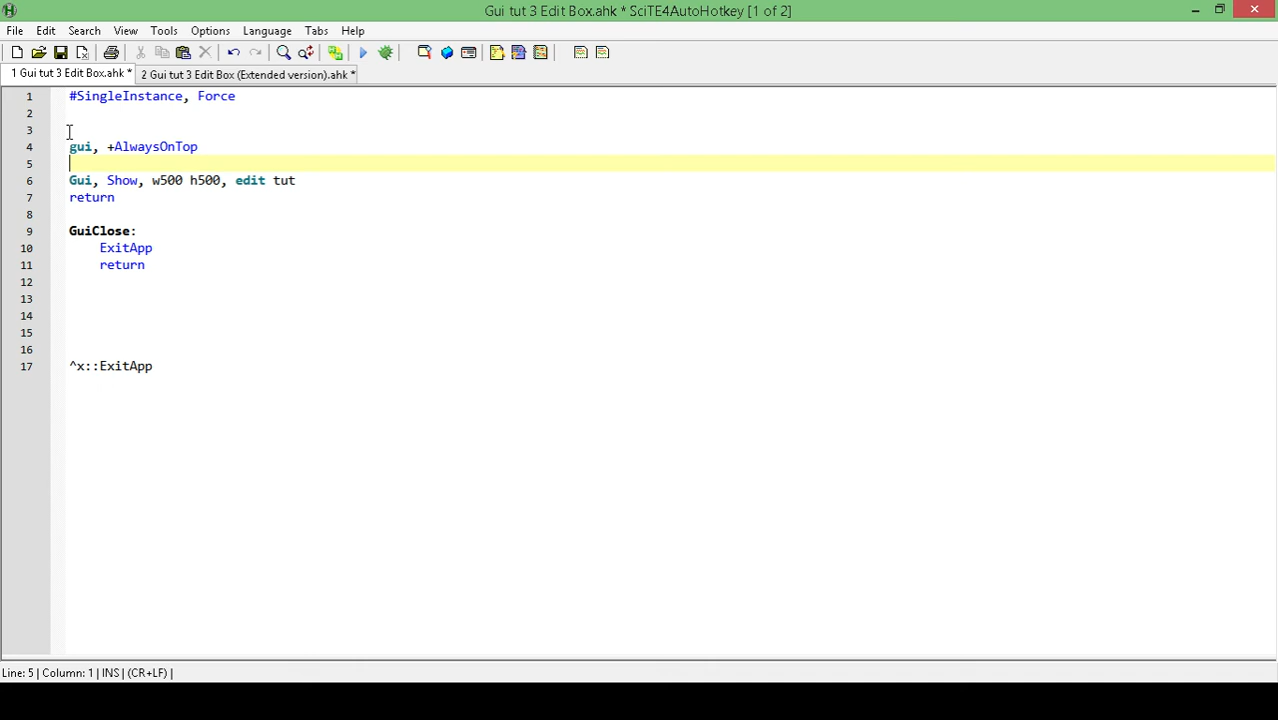 Gui tut 3 Edit Box.ahk * SciTE4AutoHotkey [1 of 2]
File Edit Search View Tools Options Language Tabs Help
1 Gui tut 3 Edit Box.ahk * 2 Gui tut 3 Edit Box (Extended version).ahk *
1 #SingleInstance, Force
2
3
4 gui, +AlwaysOnTop
5
6 Gui, Show, w500 h500, edit tut
7 return
8
9 GuiClose:
10 ExitApp
11 return
12
13
14
15
16
17 ^x::ExitApp
Line: 5 | Column: 1 | INS | (CR+LF) |